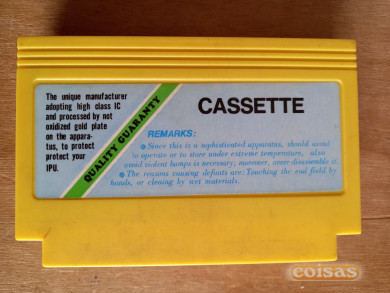 The unique manufacturer
adopting high class IC
and processed by not
oxidized gold plate
on the appara-
tus, to protect
protect your
IPU.
QUALITY GUARANTY
CASSETTE
REMARKS:
● Since this is a sophisticated apparatus, should avoid
to operate or to store under extreme temperature, also
avoid violent bumps is necessary; moreover, never disassemble it.
● The reasons causing defaults are: Touching the end field by
hands, or cleaing by wet materials.
coisas